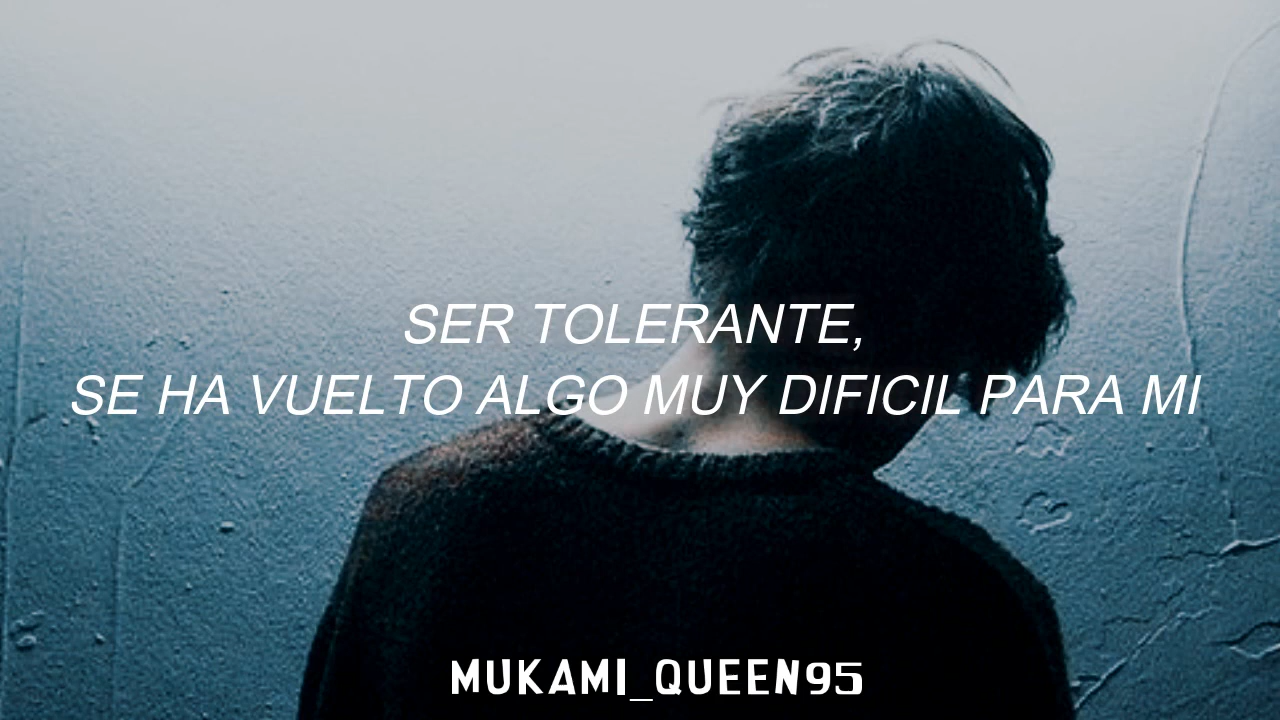 SER TOLERANTE,
SE HA VUELTO ALGO MUY DIFICIL PARA MI
MUKAMI_QUEEN95